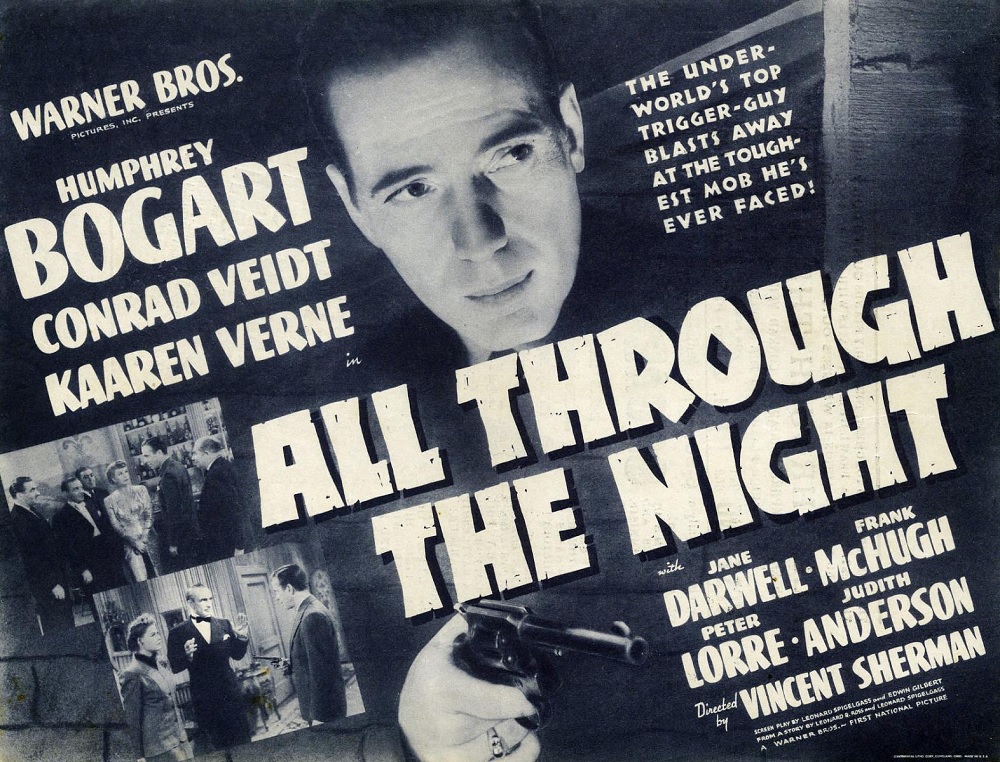 WARNER BROS.
PICTURES, INC. PRESENTS
HUMPHREY
BOGART
CONRAD VEIDT
KAAREN VERNE
in
THE UNDER-
WORLD'S TOP
TRIGGER-GUY
BLASTS AWAY
AT THE TOUGH-
EST MOB HE'S
EVER FACED!
ALL THROUGH
THE NIGHT
with
JANE
DARWELL •
FRANK
McHUGH
PETER
LORRE •
JUDITH
ANDERSON
Directed
by
VINCENT SHERMAN
SCREEN PLAY BY LEONARD SPIGELGASS and EDWIN GILBERT
FROM A STORY BY LEONARD Q. ROSS and LEONARD SPIGELGASS
A WARNER BROS.~ FIRST NATIONAL PICTURE